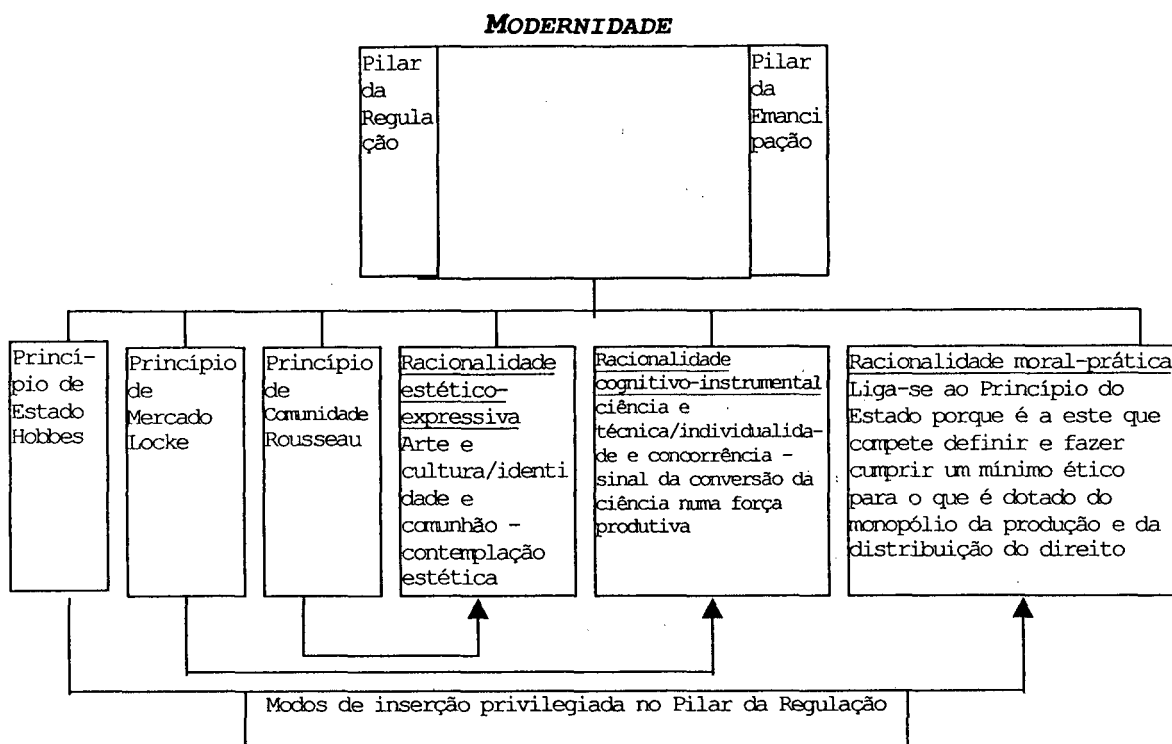 MODERNIDADE
Pilar
da
Regula
ção
Pilar
da
Emanci
pação
Princí-
pio de
Estado
Hobbes
Princípio
de
Mercado
Locke
Princípio
de
Comunidade
Rousseau
Racionalidade
estético-
expressiva
Arte e
cultura/identi
dade e
comunhão -
contemplação
estética
Racionalidade
cognitivo-instrumental
ciência e
técnica/individualida-
de e concorrência -
sinal da conversão da
ciência numa força
produtiva
Racionalidade moral-prática
Liga-se ao Princípio do
Estado porque é a este que
compete definir e fazer
cumprir um mínimo ético
para o que é dotado do
monopólio da produção e da
distribuição do direito
Modos de inserção privilegiada no Pilar da Regulação